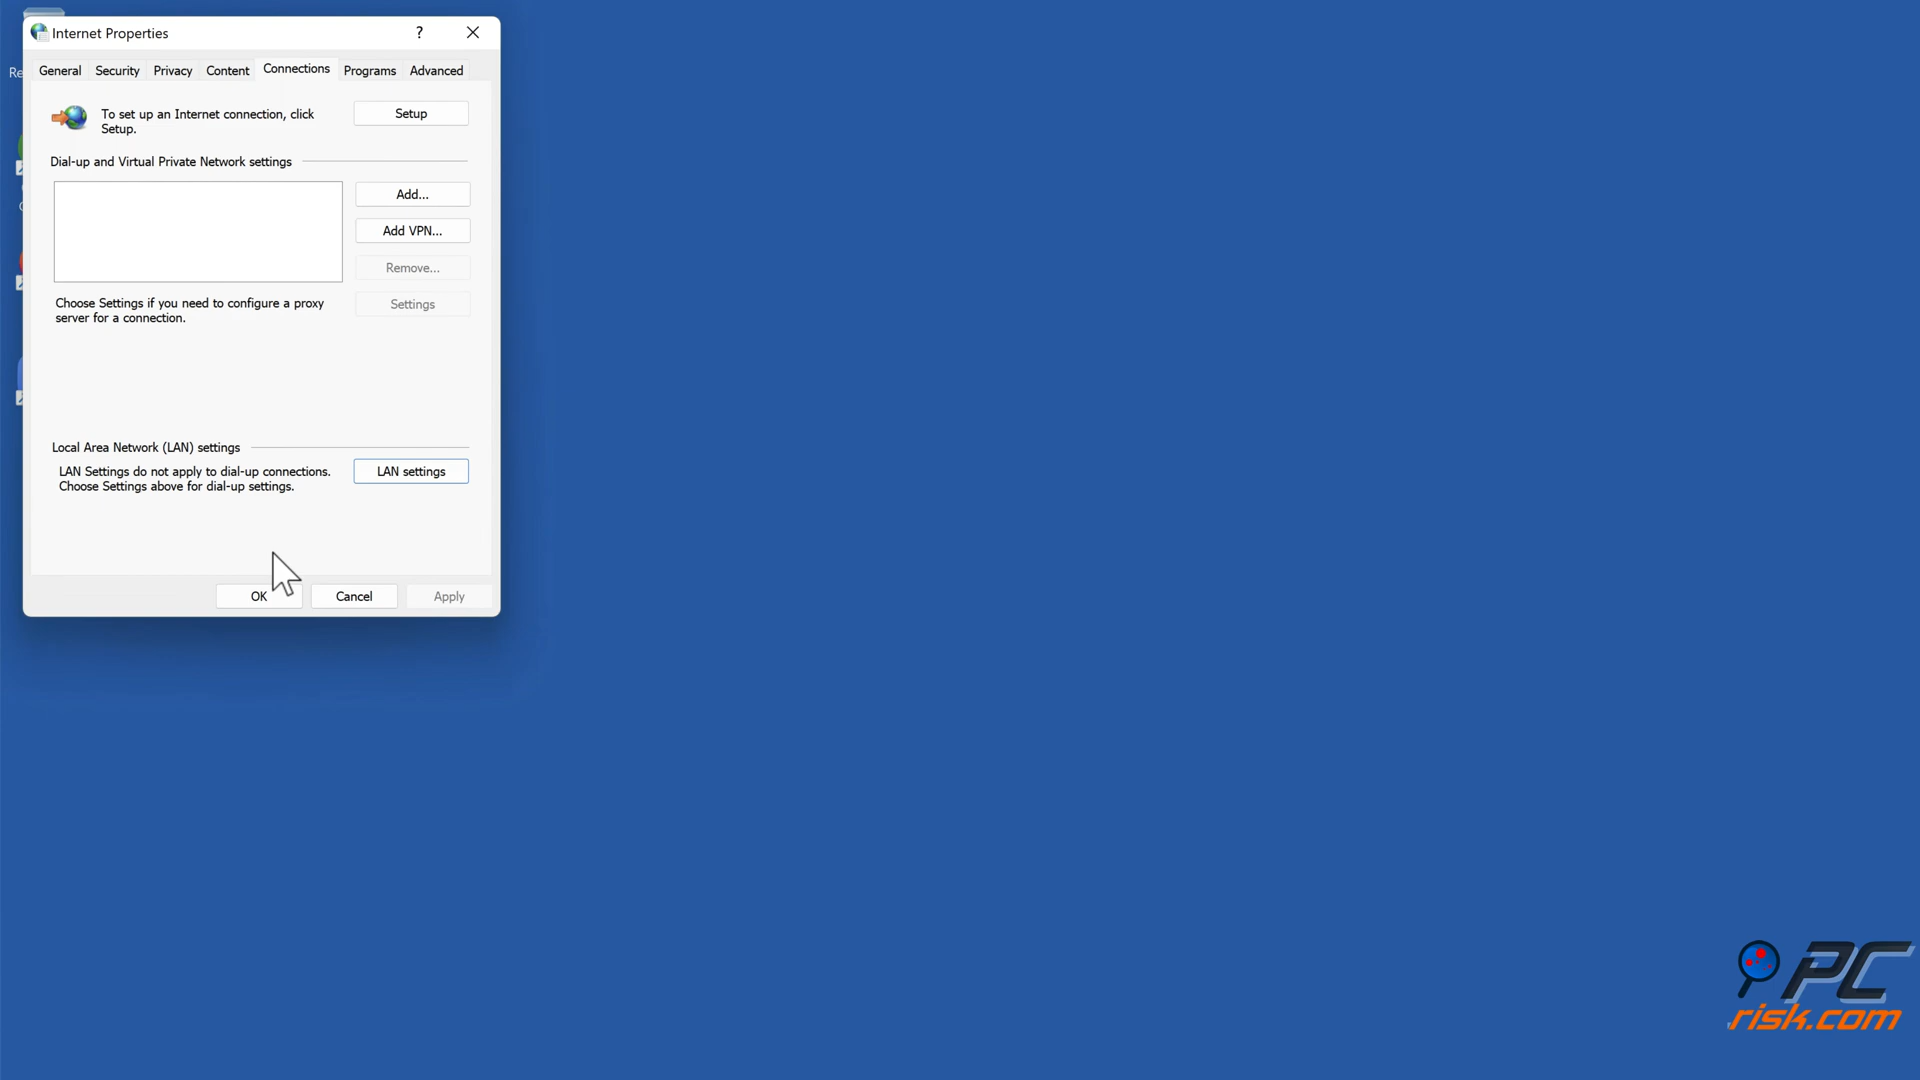 Internet Properties
?
General
Security
Privacy
Content
Connections
Programs
Advanced
To set up an Internet connection, click
Setup.
Setup
Dial-up and Virtual Private Network settings
Add...
Add VPN...
Remove...
Choose Settings if you need to configure a proxy
server for a connection.
Settings
Local Area Network (LAN) settings
LAN Settings do not apply to dial-up connections.
Choose Settings above for dial-up settings.
LAN settings
OK
Cancel
Apply
PC
risk.com